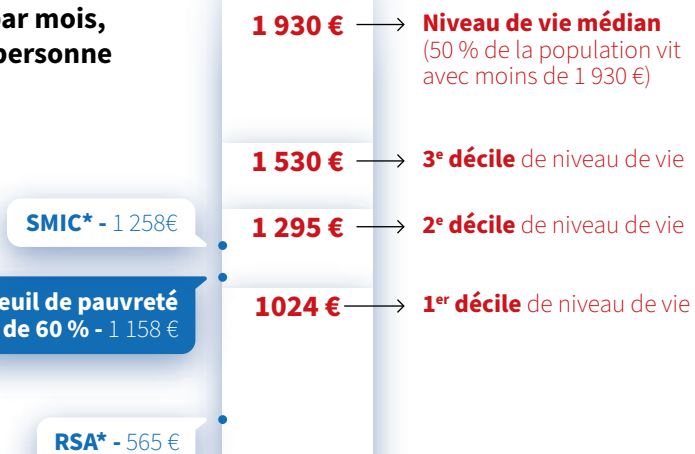 par mois,
personne
1 930 €
Niveau de vie médian
(50 % de la population vit
avec moins de 1 930 €)
1 530 €
3e décile de niveau de vie
SMIC* - 1 258€
1 295 €
2e décile de niveau de vie
euil de pauvreté
de 60 % - 1 158 €
1024 €
1er décile de niveau de vie
RSA* - 565 €